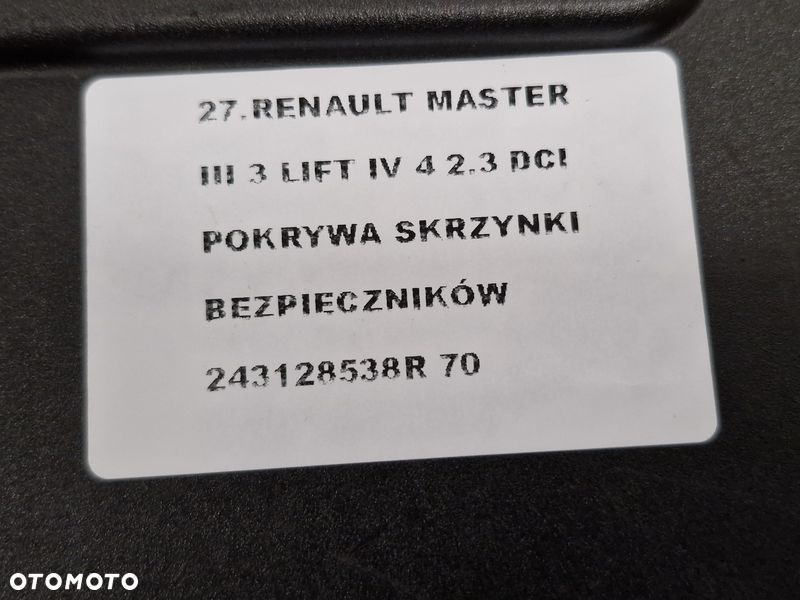 27.RENAULT MASTER
III 3 LIFT IV 4 2.3 DCI
POKRYWA SKRZYNKI
BEZPIECZNIKÓW
243128538R 70
OTOMOTO